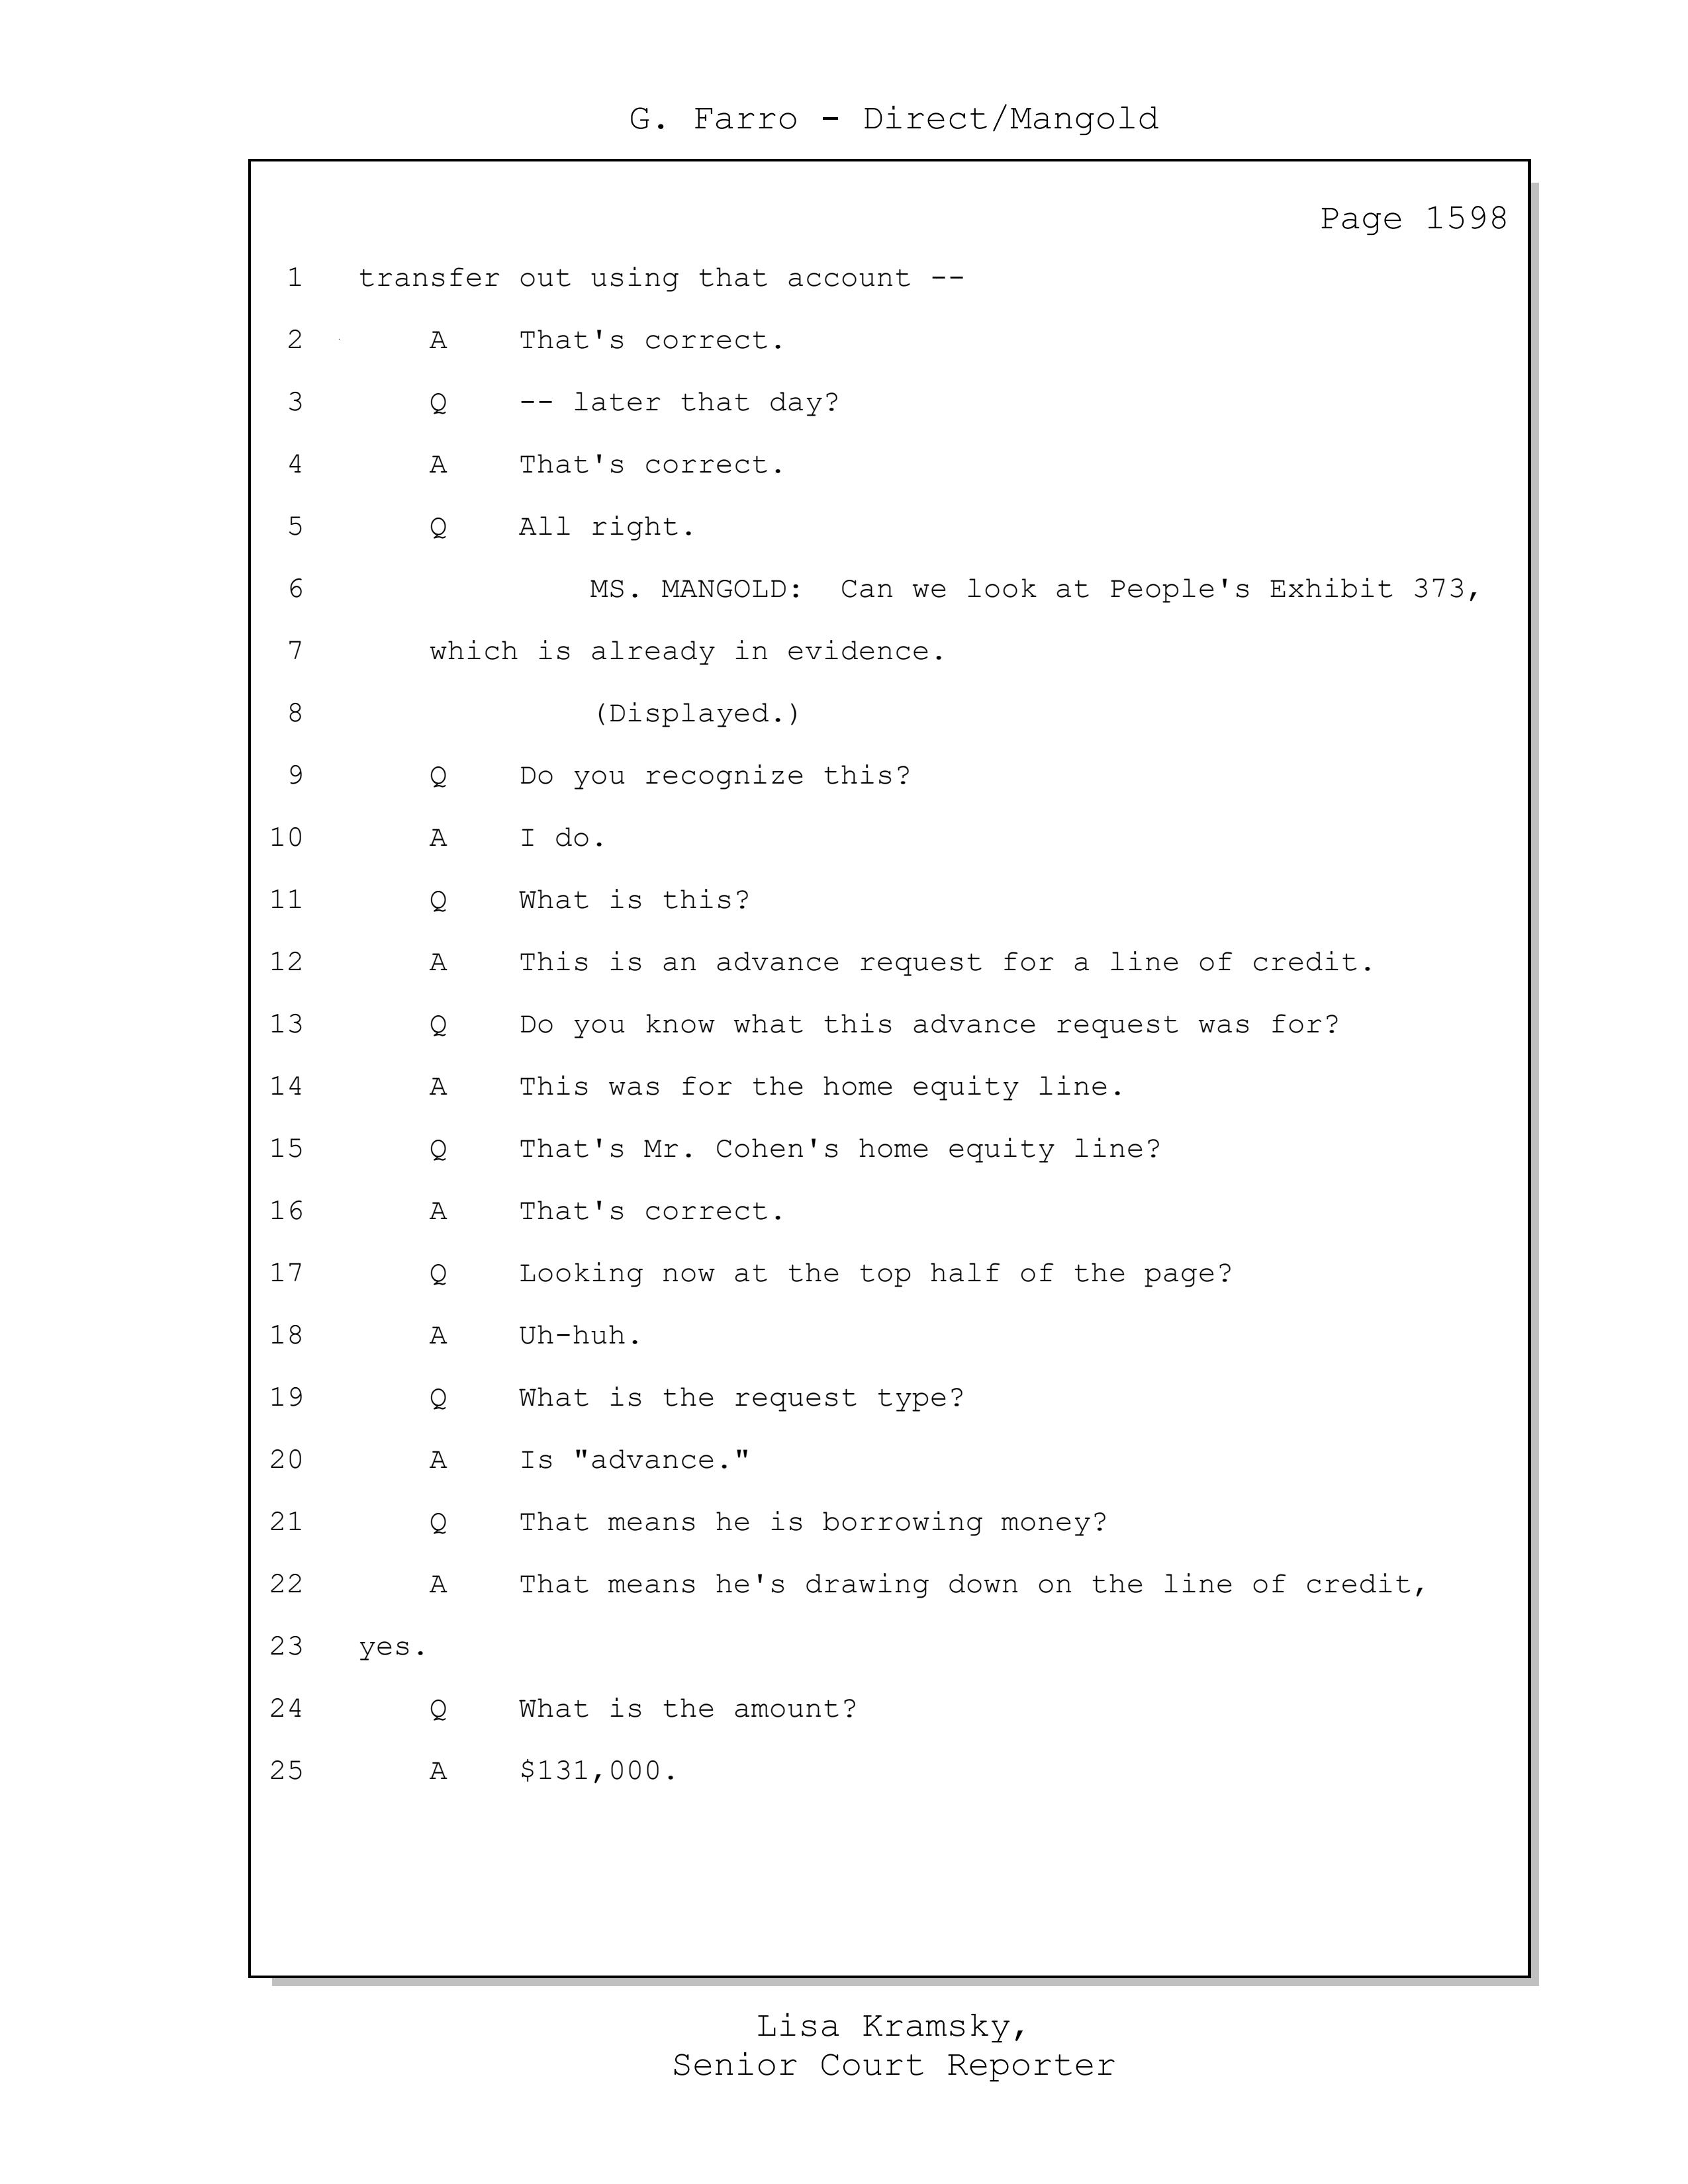 G. Farro - Direct/Mangold
Page 1598
1 transfer out using that account --
2 A That's correct.
3 Q -- later that day?
4 A That's correct.
5 Q All right.
6 MS. MANGOLD: Can we look at People's Exhibit 373,
7 which is already in evidence.
8 (Displayed.)
9 Q Do you recognize this?
10 A I do.
11 Q What is this?
12 A This is an advance request for a line of credit.
13 Q Do you know what this advance request was for?
14 A This was for the home equity line.
15 Q That's Mr. Cohen's home equity line?
16 A That's correct.
17 Q Looking now at the top half of the page?
18 A Uh-huh.
19 Q What is the request type?
20 A Is "advance."
21 Q That means he is borrowing money?
22 A That means he's drawing down on the line of credit,
23 yes.
24 Q What is the amount?
25 A $131,000.
Lisa Kramsky,
Senior Court Reporter